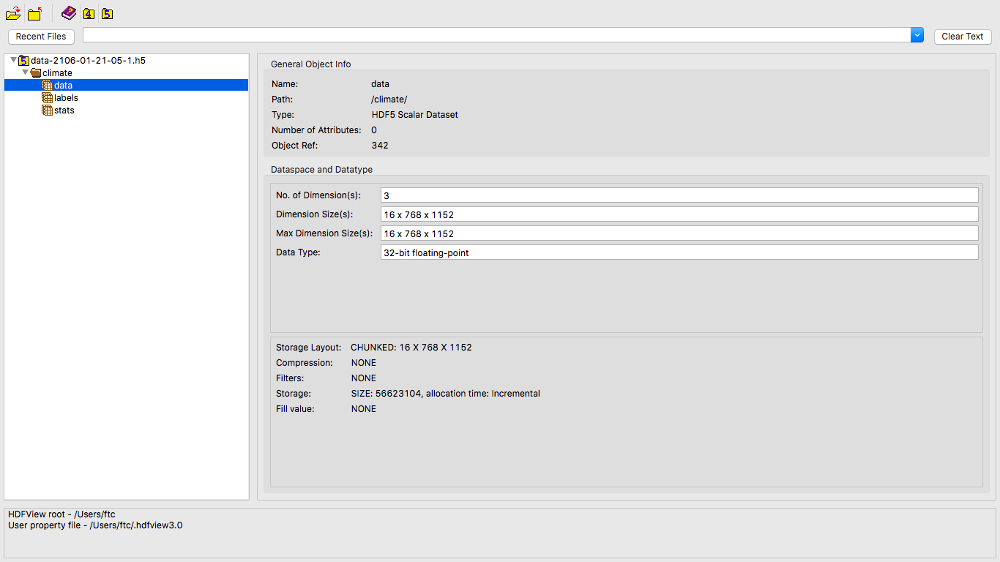 4 5
Recent Files Clear Text
5 data-2106-01-21-05-1.h5
climate
data
labels
stats
General Object Info
Name: data
Path: /climate/
Type: HDF5 Scalar Dataset
Number of Attributes: 0
Object Ref: 342
Dataspace and Datatype
No. of Dimension(s): 3
Dimension Size(s): 16 x 768 x 1152
Max Dimension Size(s): 16 x 768 x 1152
Data Type: 32-bit floating-point
Storage Layout: CHUNKED: 16 X 768 X 1152
Compression: NONE
Filters: NONE
Storage: SIZE: 56623104, allocation time: Incremental
Fill value: NONE
HDFView root - /Users/ftc
User property file - /Users/ftc/.hdfview3.0